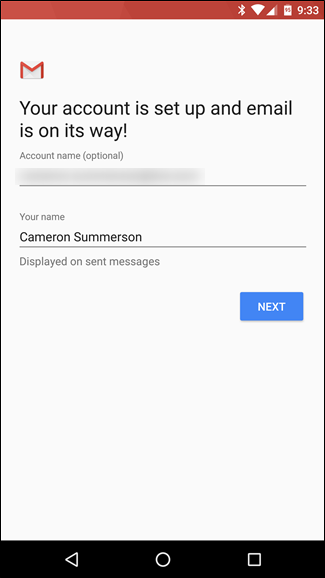 9:33
Your account is set up and email
is on its way!
Account name (optional)
Your name
Cameron Summerson
Displayed on sent messages
NEXT